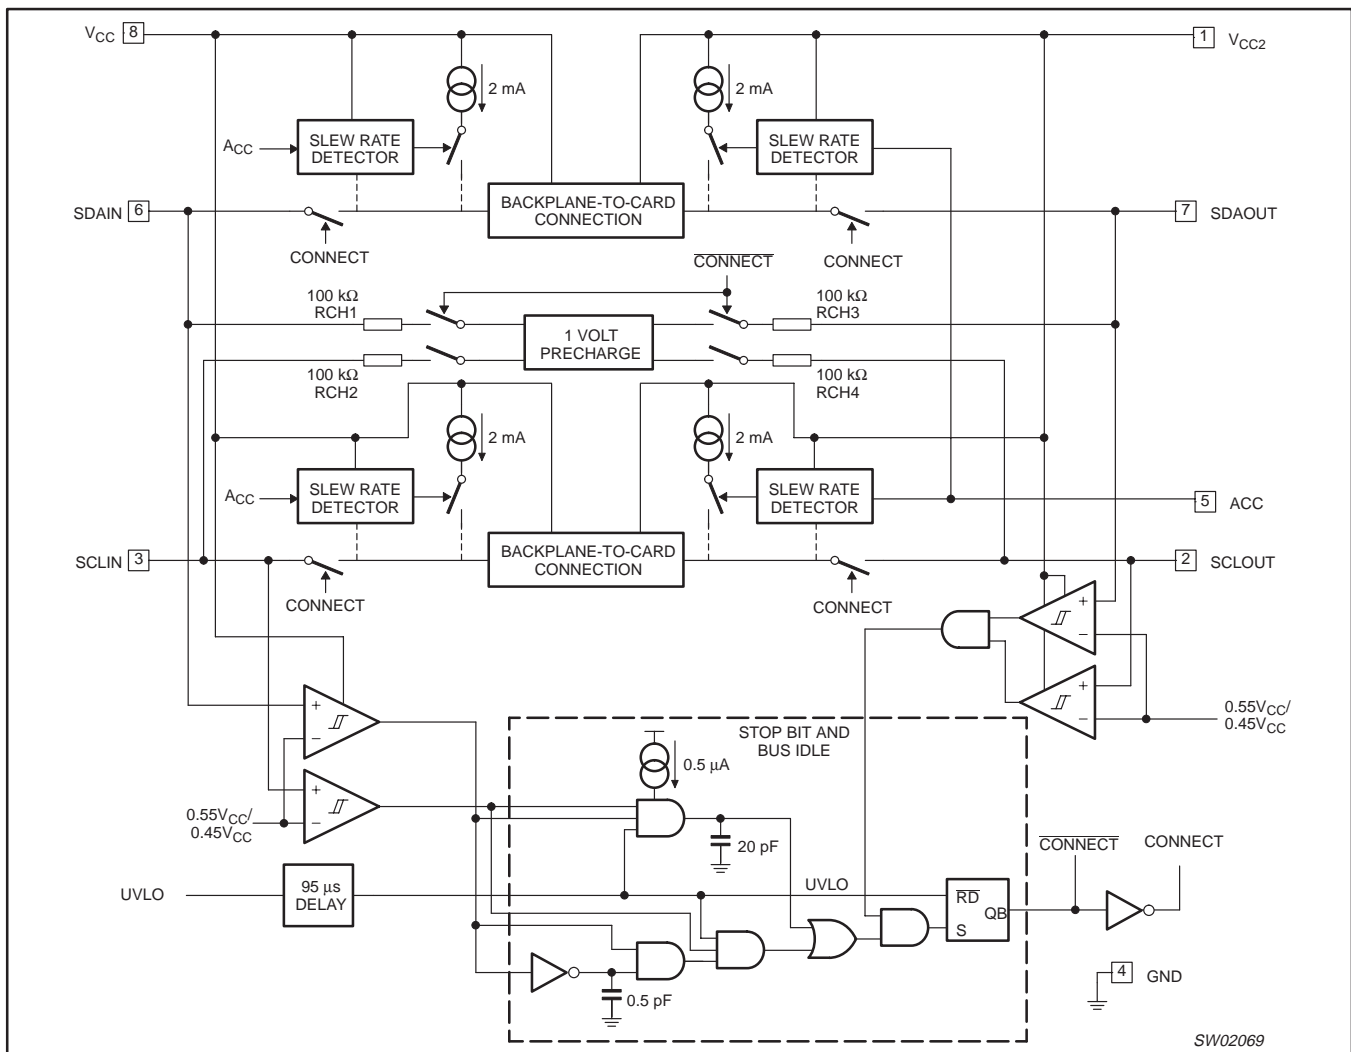 VCC 8
1 VCC2
2 mA
2 mA
ACC
SLEW RATE
DETECTOR
SLEW RATE
DETECTOR
SDAIN 6
BACKPLANE-TO-CARD
CONNECTION
7 SDAOUT
CONNECT
CONNECT
CONNECT
100 kΩ
RCH1
100 kΩ
RCH3
1 VOLT
PRECHARGE
100 kΩ
RCH2
100 kΩ
RCH4
2 mA
2 mA
ACC
SLEW RATE
DETECTOR
SLEW RATE
DETECTOR
5 ACC
SCLIN 3
BACKPLANE-TO-CARD
CONNECTION
2 SCLOUT
CONNECT
CONNECT
+
−
+
−
0.55VCC/
0.45VCC
+
−
+
−
0.55VCC/
0.45VCC
STOP BIT AND
BUS IDLE
0.5 µA
20 pF
UVLO
95 µs
DELAY
UVLO
RD
QB
S
CONNECT
CONNECT
0.5 pF
4 GND
SW02069